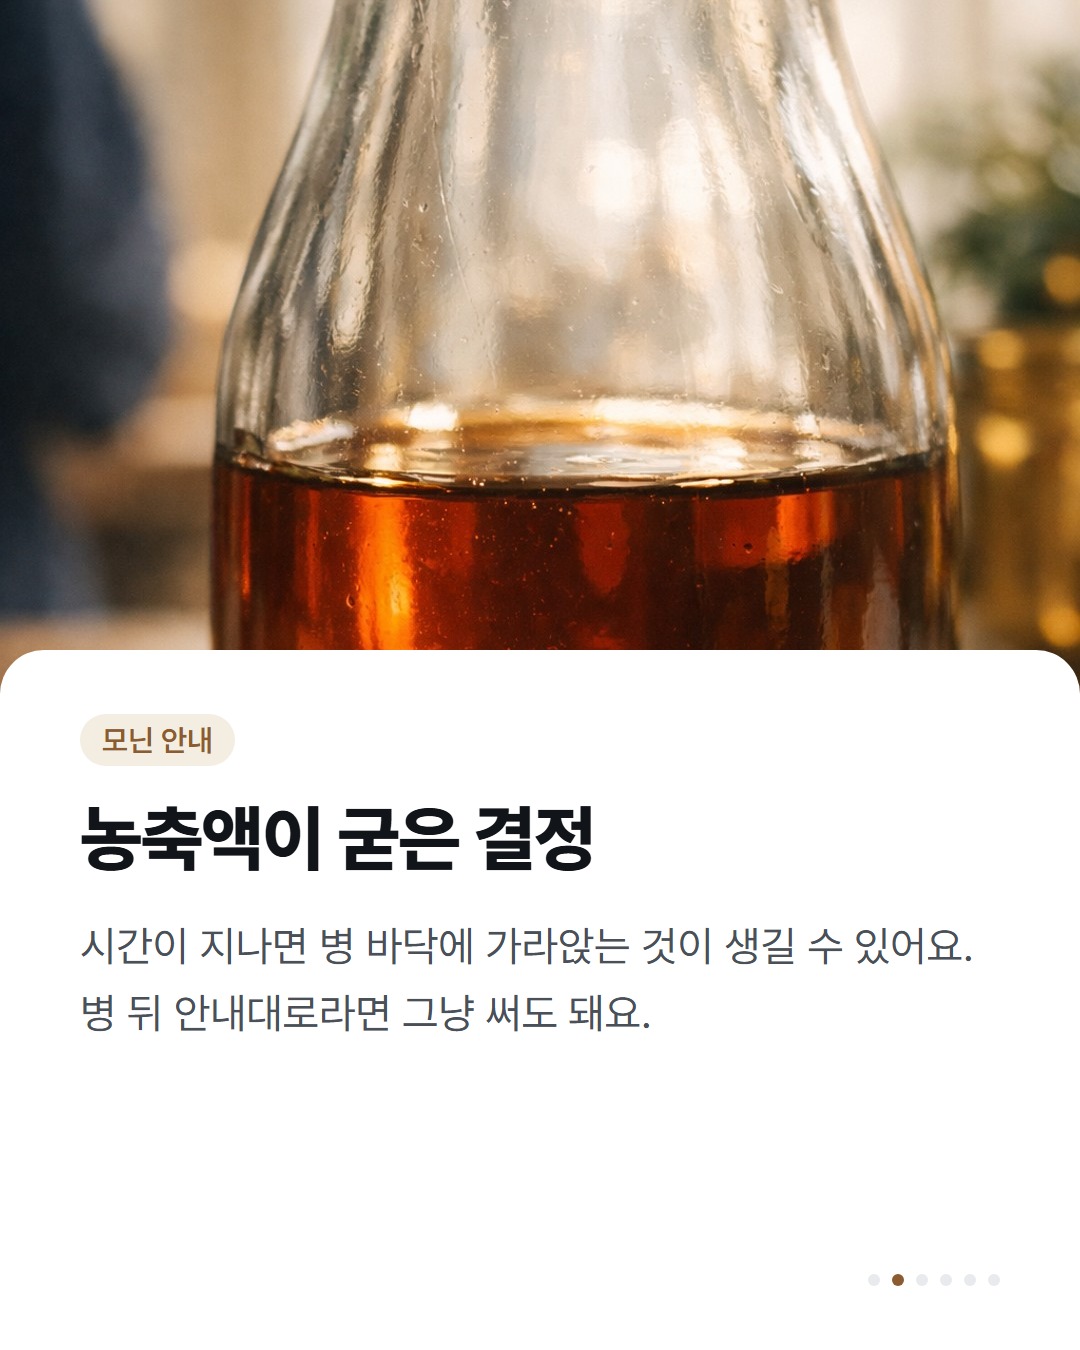 모닌 안내
농축액이 굳은 결정
시간이 지나면 병 바닥에 가라앉는 것이 생길 수 있어요.
병 뒤 안내대로라면 그냥 써도 돼요.